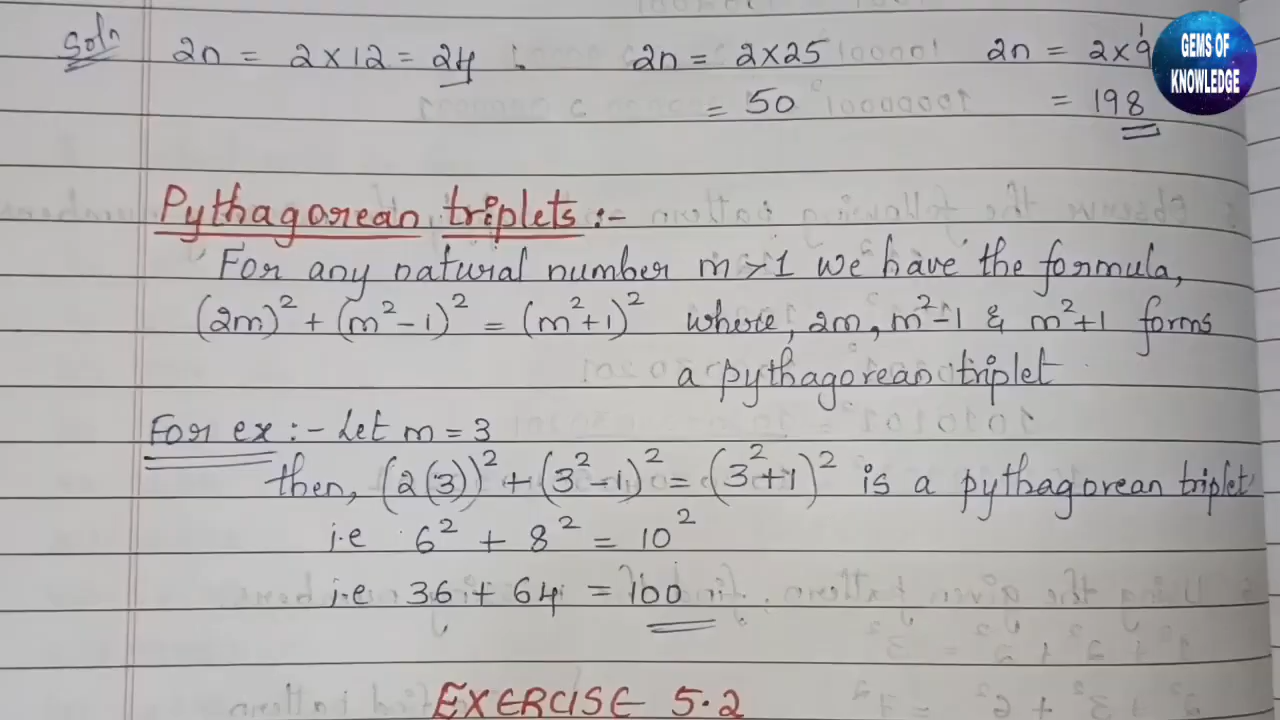 Soln 2n = 2×12 = 24 ; 2n = 2×25 2n = 2×9
= 50 = 198
GEMS OF
KNOWLEDGE
Pythagorean triplets :-
For any natural number m > 1 we have the formula,
(2m)² + (m²-1)² = (m²+1)² where, 2m, m²-1 & m²+1 forms
a pythagorean triplet
For ex :- Let m = 3
then, (2(3))² + (3²-1)² = (3²+1)² is a pythagorean triplet
i.e 6² + 8² = 10²
i.e 36 + 64 = 100
EXERCISE 5.2